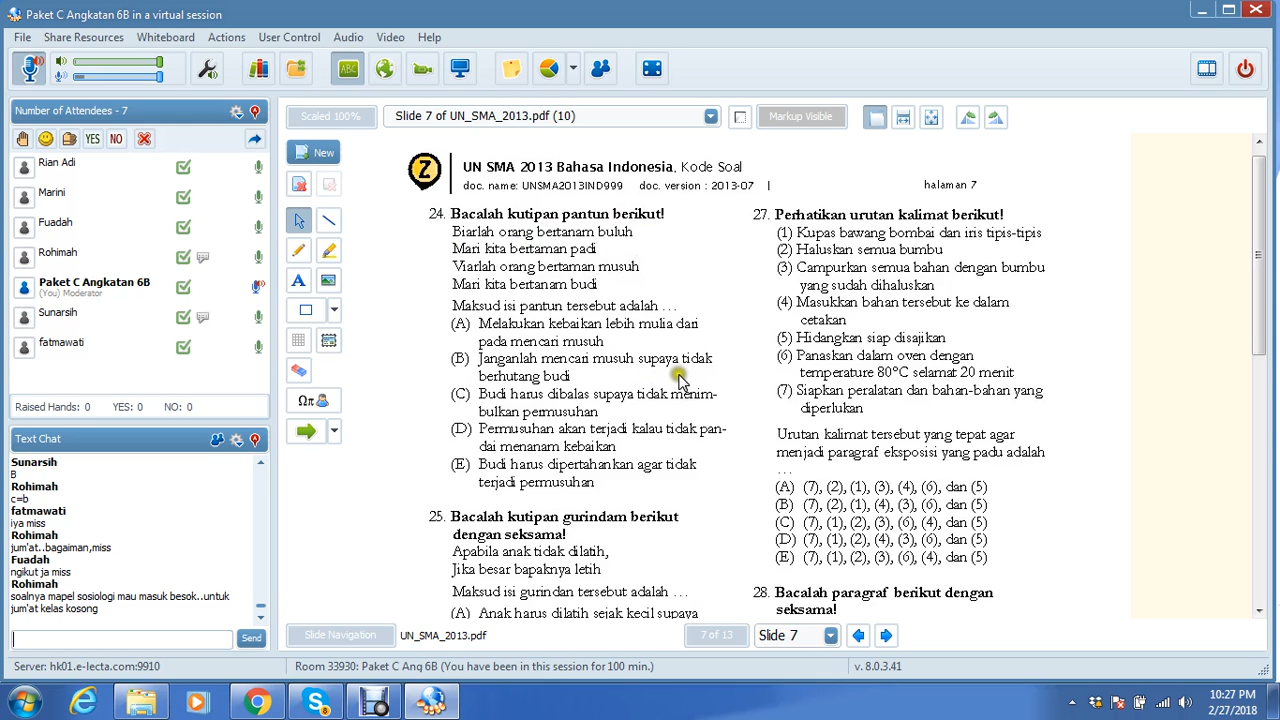 Paket C Angkatan 6B in a virtual session
File Share Resources Whiteboard Actions User Control Audio Video Help
ABC
Number of Attendees - 7
YES NO
Rian Adi
Marini
Fuadah
Rohimah
Paket C Angkatan 6B
(You) Moderator
Sunarsih
fatmawati
Raised Hands: 0 YES: 0 NO: 0
Text Chat
Sunarsih
B
Rohimah
c=b
fatmawati
iya miss
Rohimah
jum'at..bagaiman,miss
Fuadah
ngikut ja miss
Rohimah
soalnya mapel sosiologi mau masuk besok..untuk
jum'at kelas kosong
Send
Scaled 100%
Slide 7 of UN_SMA_2013.pdf (10)
Markup Visible
New
A
Ωπ
Z
UN SMA 2013 Bahasa Indonesia, Kode Soal
doc. name: UNSMA2013IND999 doc. version : 2013-07 |
halaman 7
24. Bacalah kutipan pantun berikut!
Biarlah orang bertanam buluh
Mari kita bertaman padi
Viarlah orang bertaman musuh
Mari kita bertanam budi
Maksud isi pantun tersebut adalah …
(A) Melakukan kebaikan lebih mulia dari
pada mencari musuh
(B) Janganlah mencari musuh supaya tidak
berhutang budi
(C) Budi harus dibalas supaya tidak menim-
bulkan permusuhan
(D) Permusuhan akan terjadi kalau tidak pan-
dai menanam kebaikan
(E) Budi harus dipertahankan agar tidak
terjadi permusuhan
25. Bacalah kutipan gurindam berikut
dengan seksama!
Apabila anak tidak dilatih,
Jika besar bapaknya letih
Maksud isi gurindan tersebut adalah …
(A) Anak harus dilatih sejak kecil supaya
27. Perhatikan urutan kalimat berikut!
(1) Kupas bawang bombai dan iris tipis-tipis
(2) Haluskan semua bumbu
(3) Campurkan semua bahan dengan bumbu
yang sudah dihaluskan
(4) Masukkan bahan tersebut ke dalam
cetakan
(5) Hidangkan siap disajikan
(6) Panaskan dalam oven dengan
temperature 80°C selamat 20 menit
(7) Siapkan peralatan dan bahan-bahan yang
diperlukan
Urutan kalimat tersebut yang tepat agar
menjadi paragraf eksposisi yang padu adalah
…
(A) (7), (2), (1), (3), (4), (6), dan (5)
(B) (7), (2), (1), (4), (3), (6), dan (5)
(C) (7), (1), (2), (3), (6), (4), dan (5)
(D) (7), (1), (2), (4), (3), (6), dan (5)
(E) (7), (1), (2), (3), (6), (4), dan (5)
28. Bacalah paragraf berikut dengan
seksama!
Slide Navigation
UN_SMA_2013.pdf
7 of 13
Slide 7
Server: hk01.e-lecta.com:9910
Room 33930: Paket C Ang 6B (You have been in this session for 100 min.)
v. 8.0.3.41
10:27 PM
2/27/2018